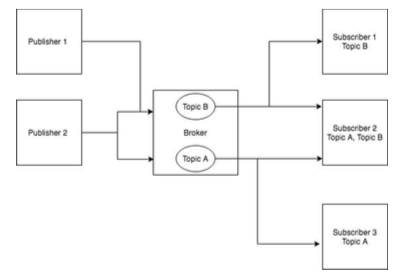 Publisher 1
Publisher 2
Topic B
Broker
Topic A
Subscriber 1
Topic B
Subscriber 2
Topic A, Topic B
Subscriber 3
Topic A